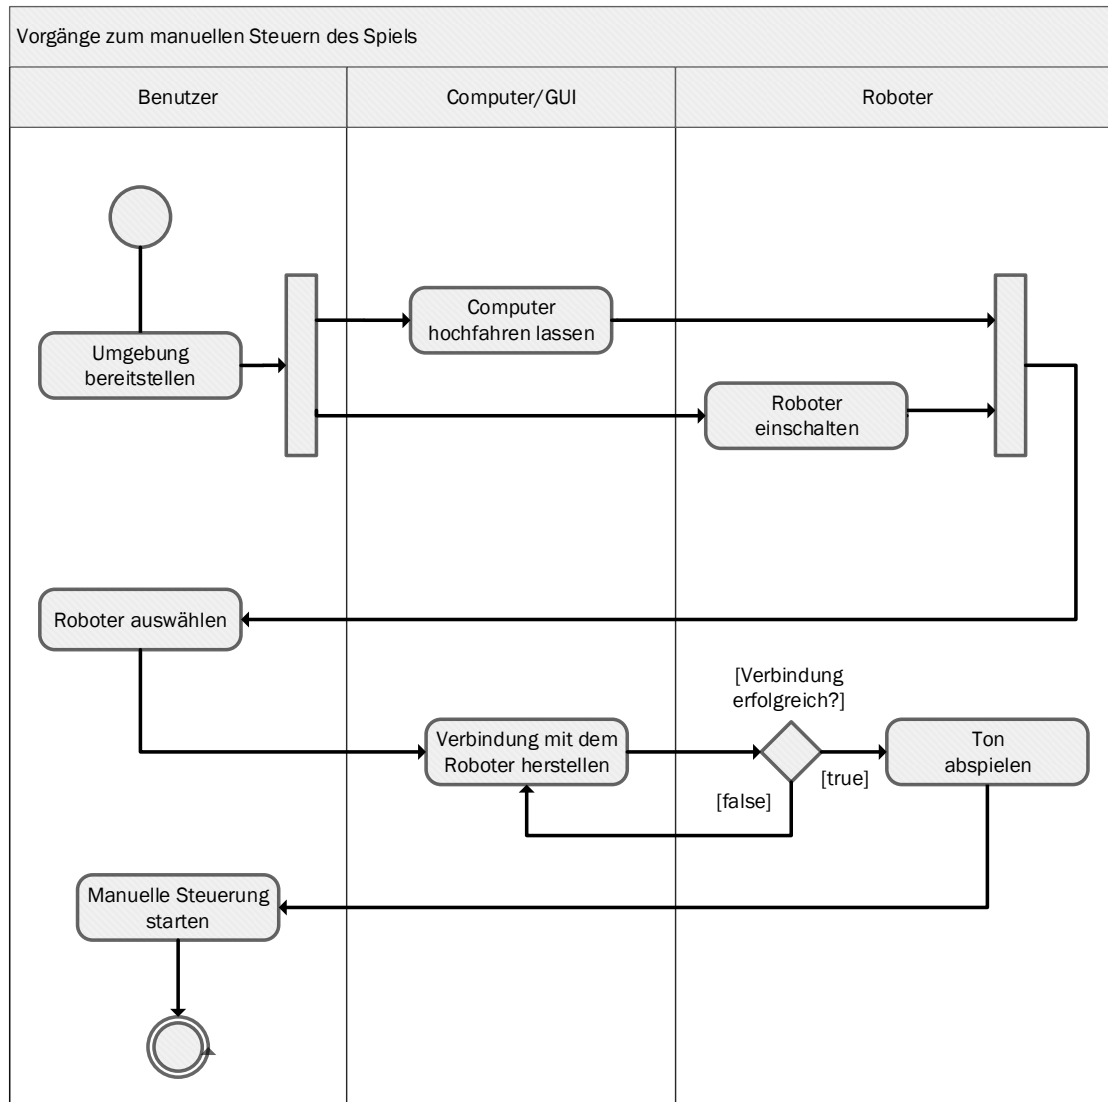 Vorgänge zum manuellen Steuern des Spiels
Benutzer
Computer/GUI
Roboter
Computer
hochfahren lassen
Umgebung
bereitstellen
Roboter
einschalten
Roboter auswählen
[Verbindung
erfolgreich?]
Verbindung mit dem
Roboter herstellen
Ton
abspielen
[true]
[false]
Manuelle Steuerung
starten